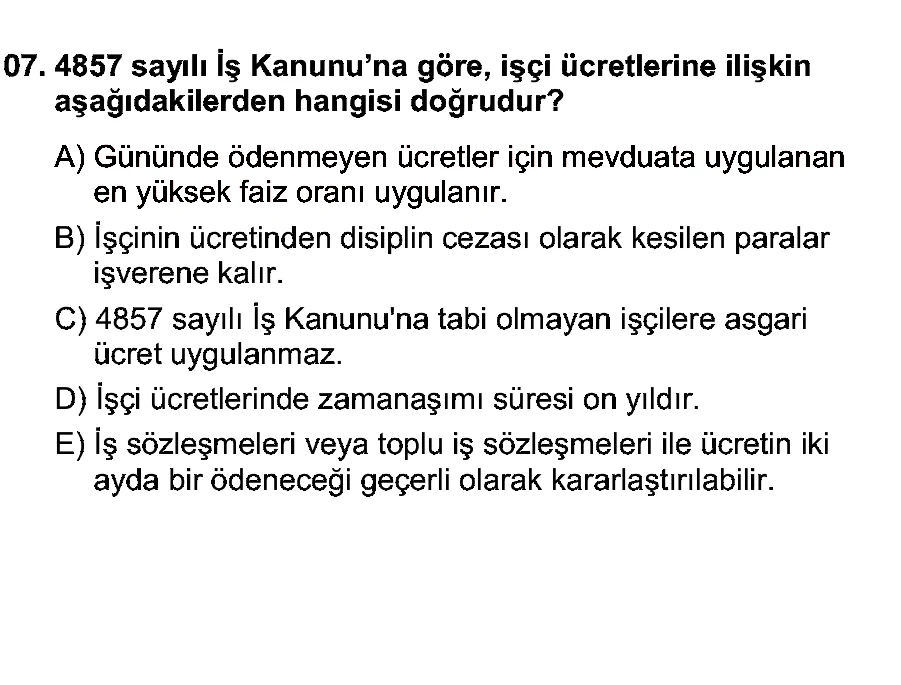 07. 4857 sayılı İş Kanunu’na göre, işçi ücretlerine ilişkin
aşağıdakilerden hangisi doğrudur?
A) Gününde ödenmeyen ücretler için mevduata uygulanan
en yüksek faiz oranı uygulanır.
B) İşçinin ücretinden disiplin cezası olarak kesilen paralar
işverene kalır.
C) 4857 sayılı İş Kanunu'na tabi olmayan işçilere asgari
ücret uygulanmaz.
D) İşçi ücretlerinde zamanaşımı süresi on yıldır.
E) İş sözleşmeleri veya toplu iş sözleşmeleri ile ücretin iki
ayda bir ödeneceği geçerli olarak kararlaştırılabilir.